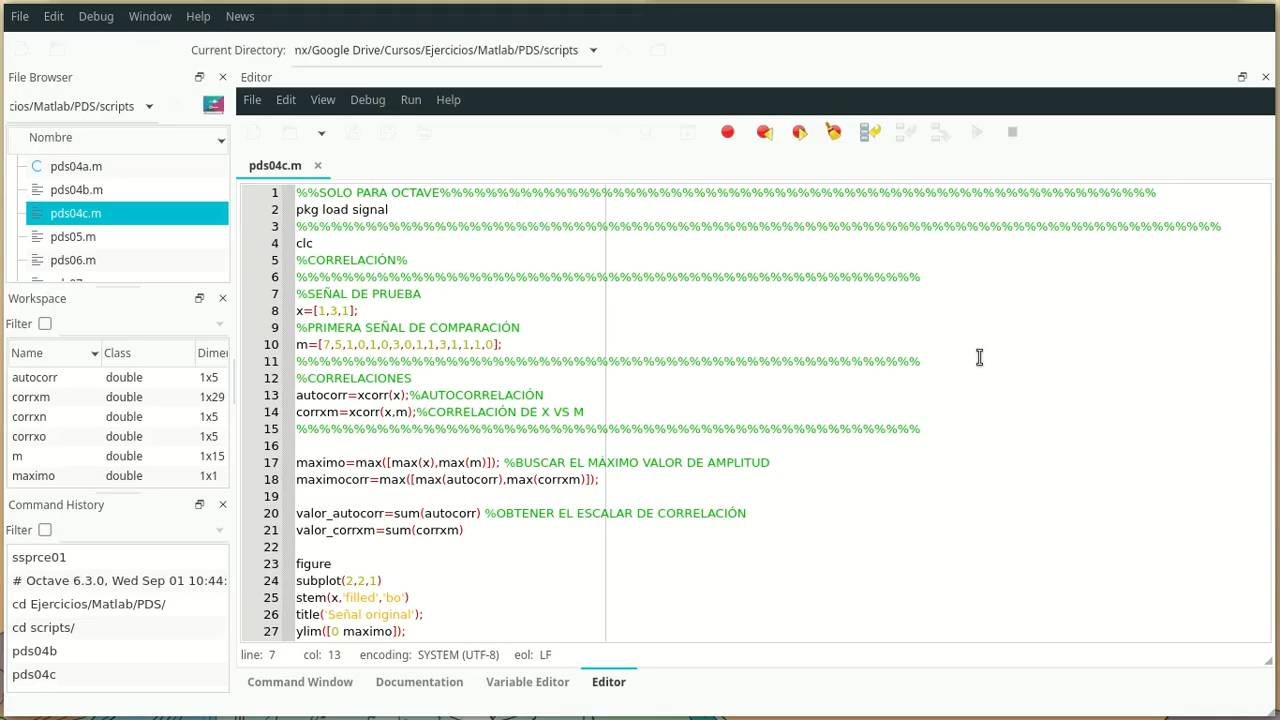 File Edit Debug Window Help News
Current Directory: nx/Google Drive/Cursos/Ejercicios/Matlab/PDS/scripts
File Browser
cios/Matlab/PDS/scripts
Nombre
pds04a.m
pds04b.m
pds04c.m
pds05.m
pds06.m
Workspace
Filter
Name Class Dimer
autocorr double 1x5
corrxm double 1x29
corrxn double 1x5
corrxo double 1x5
m double 1x15
maximo double 1x1
Command History
Filter
ssprce01
# Octave 6.3.0, Wed Sep 01 10:44:
cd Ejercicios/Matlab/PDS/
cd scripts/
pds04b
pds04c
Editor
File Edit View Debug Run Help
pds04c.m
1 %%SOLO PARA OCTAVE%%%%%%%%%%%%%%%%%%%%%%%%%%%%%%%%%%%%%%%%%%%%%%%%%%%%%%%%%%%%%%
2 pkg load signal
3 %%%%%%%%%%%%%%%%%%%%%%%%%%%%%%%%%%%%%%%%%%%%%%%%%%%%%%%%%%%%%%%%%%%%%%%%%%%%%%%%
4 clc
5 %CORRELACIÓN%
6 %%%%%%%%%%%%%%%%%%%%%%%%%%%%%%%%%%%%%%%%%%%%%%%%%%%%%%
7 %SEÑAL DE PRUEBA
8 x=[1,3,1];
9 %PRIMERA SEÑAL DE COMPARACIÓN
10 m=[7,5,1,0,1,0,3,0,1,1,3,1,1,1,0];
11 %%%%%%%%%%%%%%%%%%%%%%%%%%%%%%%%%%%%%%%%%%%%%%%%%%%%%%
12 %CORRELACIONES
13 autocorr=xcorr(x);%AUTOCORRELACIÓN
14 corrxm=xcorr(x,m);%CORRELACIÓN DE X VS M
15 %%%%%%%%%%%%%%%%%%%%%%%%%%%%%%%%%%%%%%%%%%%%%%%%%%%%%%
16
17 maximo=max([max(x),max(m)]); %BUSCAR EL MÁXIMO VALOR DE AMPLITUD
18 maximocorr=max([max(autocorr),max(corrxm)]);
19
20 valor_autocorr=sum(autocorr) %OBTENER EL ESCALAR DE CORRELACIÓN
21 valor_corrxm=sum(corrxm)
22
23 figure
24 subplot(2,2,1)
25 stem(x,'filled','bo')
26 title('Señal original');
27 ylim([0 maximo]);
line: 7 col: 13 encoding: SYSTEM (UTF-8) eol: LF
Command Window Documentation Variable Editor Editor